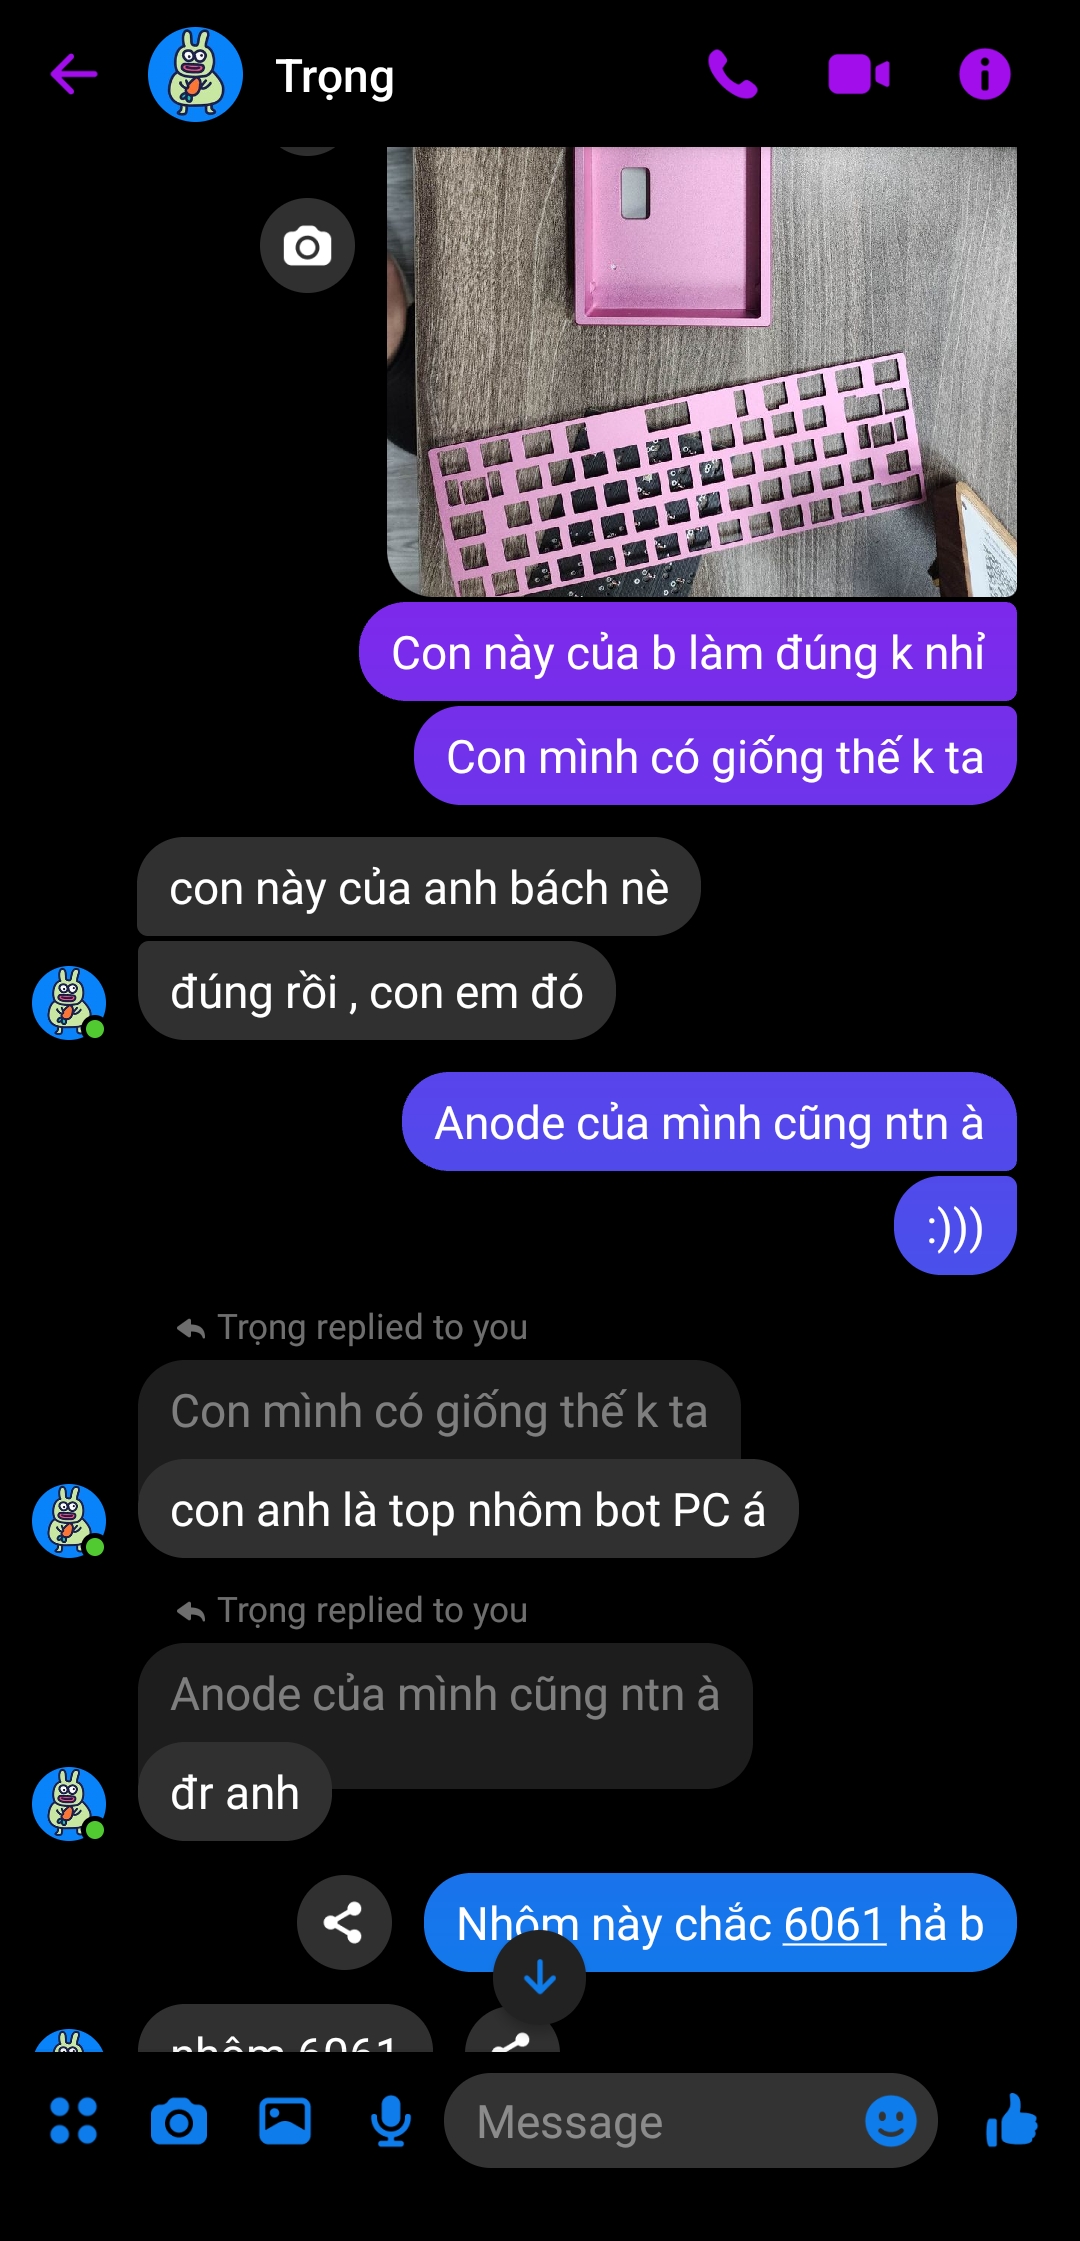 Trọng
Con này của b làm đúng k nhỉ
Con mình có giống thế k ta
con này của anh bách nè
đúng rồi , con em đó
Anode của mình cũng ntn à
:)))
Trọng replied to you
Con mình có giống thế k ta
con anh là top nhôm bot PC á
Trọng replied to you
Anode của mình cũng ntn à
đr anh
Nhôm này chắc 6061 hả b
nhôm 6061
Message